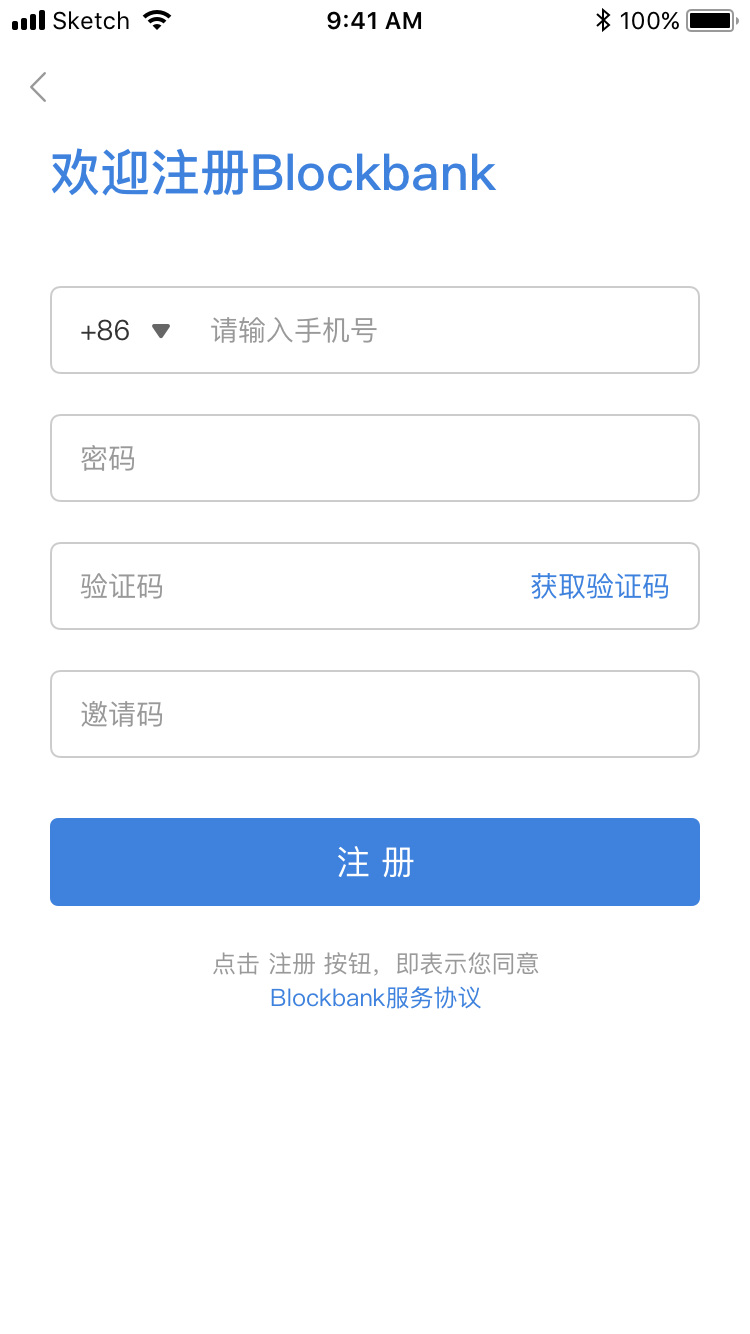 Sketch 9:41 AM 100%
欢迎注册Blockbank
+86 请输入手机号
密码
验证码 获取验证码
邀请码
注 册
点击 注册 按钮，即表示您同意
Blockbank服务协议